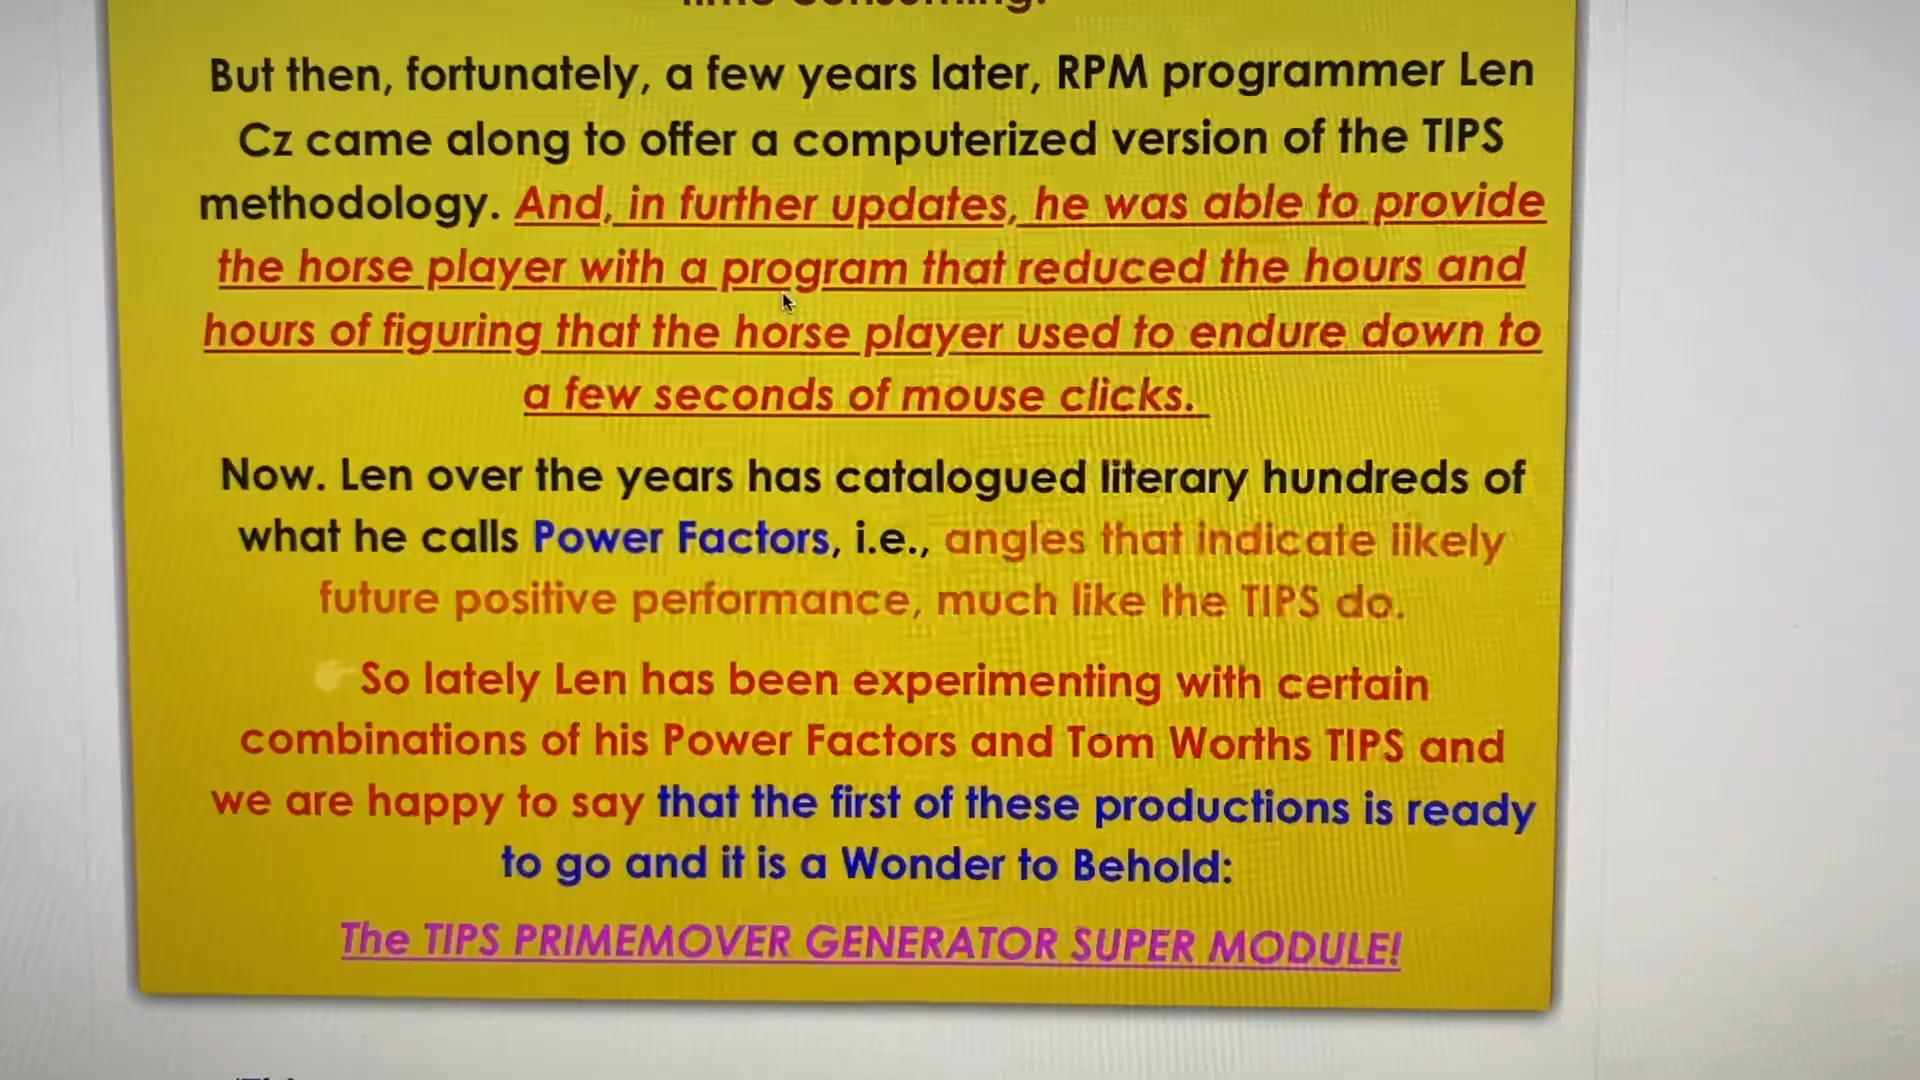 But then, fortunately, a few years later, RPM programmer Len
Cz came along to offer a computerized version of the TIPS
methodology. And, in further updates, he was able to provide
the horse player with a program that reduced the hours and
hours of figuring that the horse player used to endure down to
a few seconds of mouse clicks.
Now. Len over the years has catalogued literary hundreds of
what he calls Power Factors, i.e., angles that indicate likely
future positive performance, much like the TIPS do.
So lately Len has been experimenting with certain
combinations of his Power Factors and Tom Worths TIPS and
we are happy to say that the first of these productions is ready
to go and it is a Wonder to Behold:
The TIPS PRIMEMOVER GENERATOR SUPER MODULE!